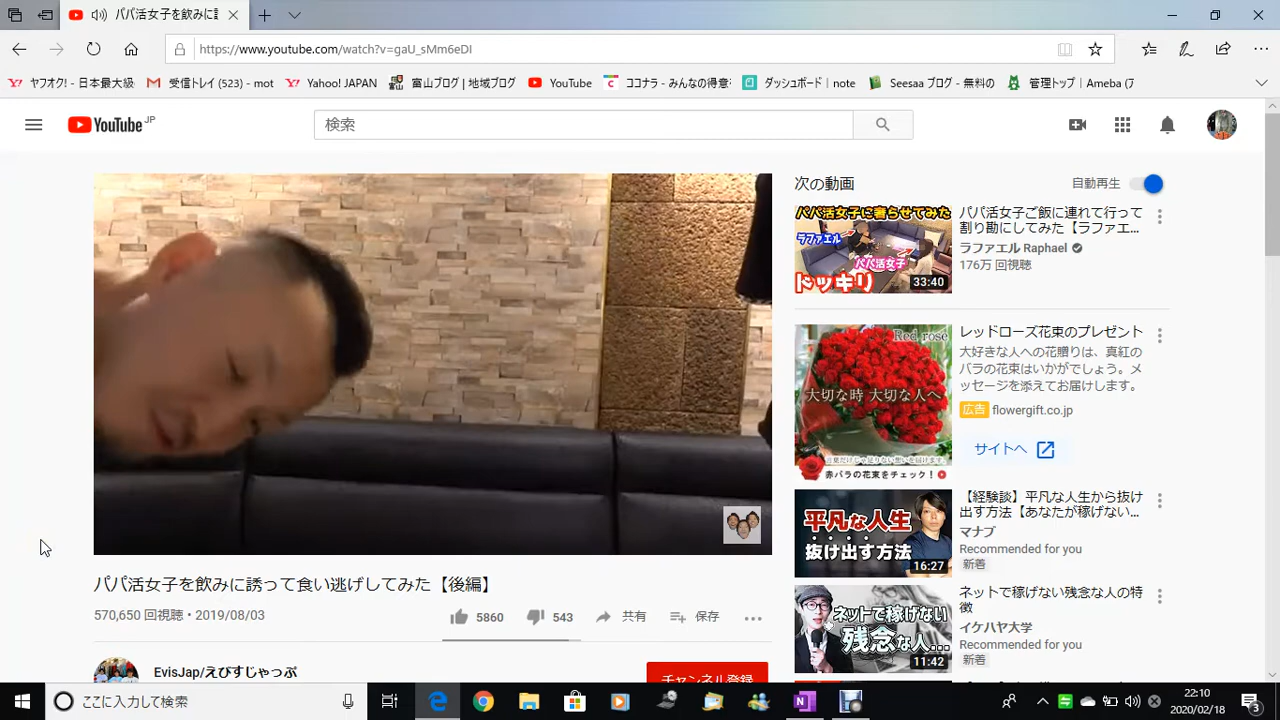 パパ活女子を飲みに誘
https://www.youtube.com/watch?v=gaU_sMm6eDI
ヤフオク! - 日本最大級
受信トレイ (523) - mot
Yahoo! JAPAN
富山ブログ | 地域ブログ
YouTube
ココナラ - みんなの得意
ダッシュボード | note
Seesaa ブログ - 無料の
管理トップ | Ameba (ア
YouTube JP
検索
次の動画
自動再生
パパ活女子に奢らせてみた
ラファエル
パパ活女子
ドッキリ
33:40
パパ活女子ご飯に連れて行って
割り勘にしてみた【ラファエ...
ラファエル Raphael
176万 回視聴
Red rose
大切な時 大切な人へ
赤バラの花束をチェック!
レッドローズ花束のプレゼント
大好きな人への花贈りは、真紅の
バラの花束はいかがでしょう。メ
ッセージを添えてお届けします。
広告 flowergift.co.jp
サイトへ
平凡な人生
抜け出す方法
16:27
【経験談】平凡な人生から抜け
出す方法【あなたが稼げない...
マナブ
Recommended for you
新着
ネットで稼げない
残念な人...
11:42
ネットで稼げない残念な人の特
徴
イケハヤ大学
Recommended for you
新着
パパ活女子を飲みに誘って食い逃げしてみた【後編】
570,650 回視聴・2019/08/03
5860
543
共有
保存
EvisJap/えびすじゃっぷ
チャンネル登録
ここに入力して検索
22:10
2020/02/18
3